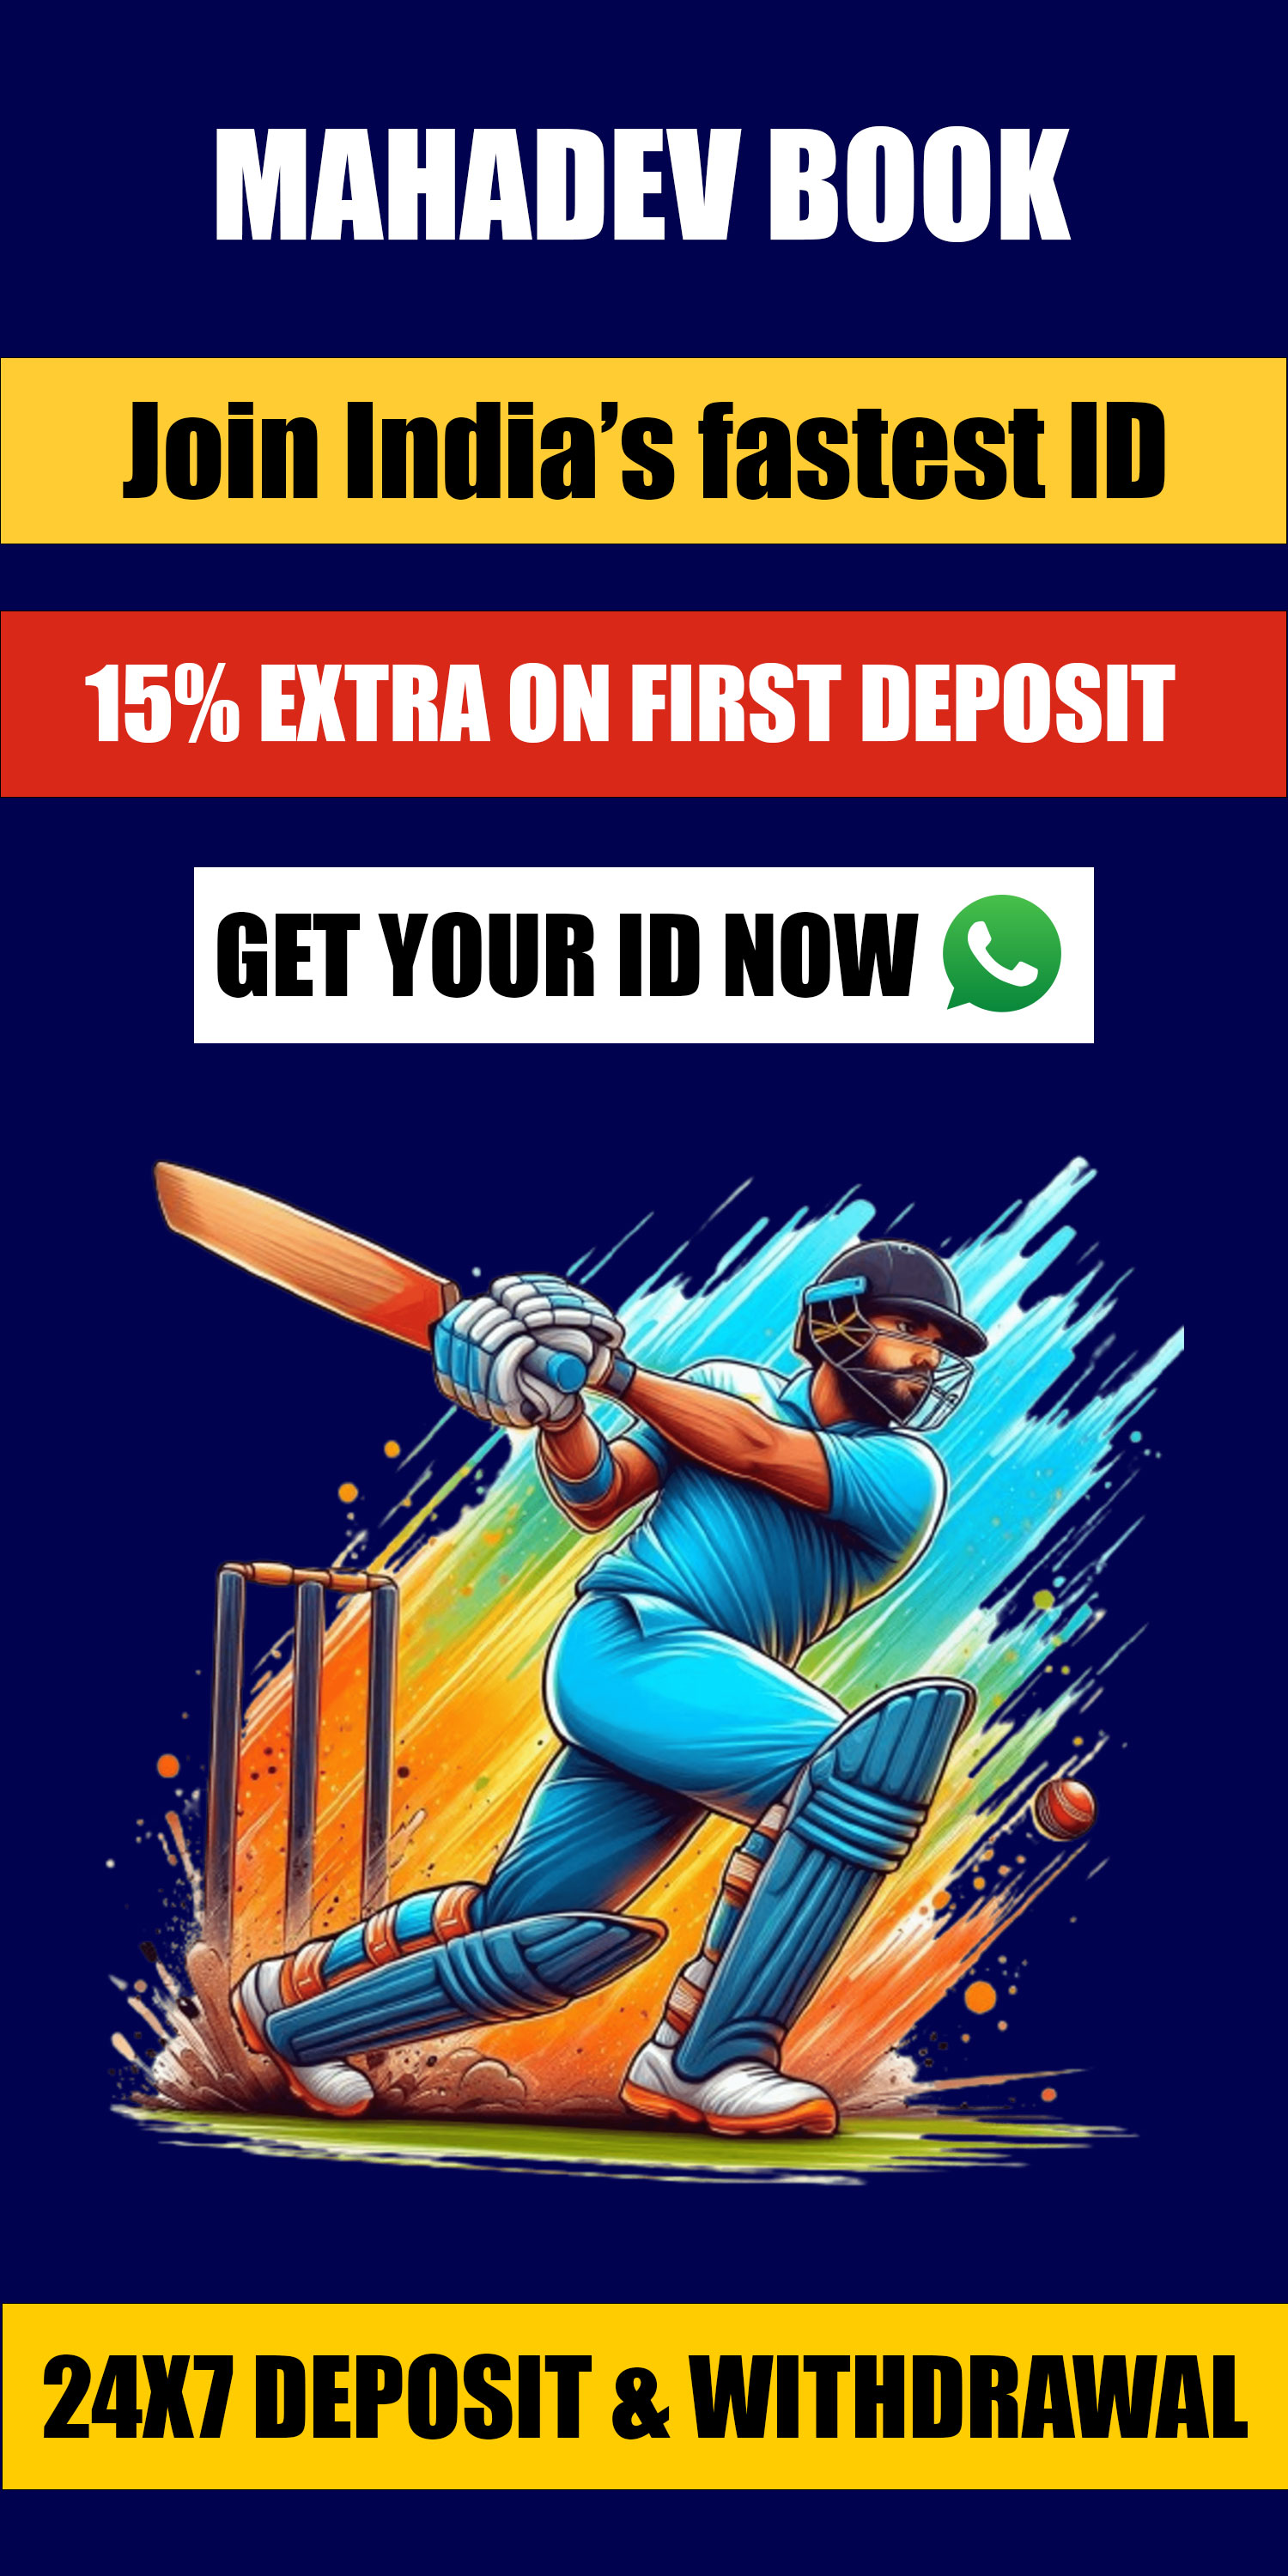 MAHADEV BOOK
Join India’s fastest ID
15% EXTRA ON FIRST DEPOSIT
GET YOUR ID NOW
24X7 DEPOSIT & WITHDRAWAL